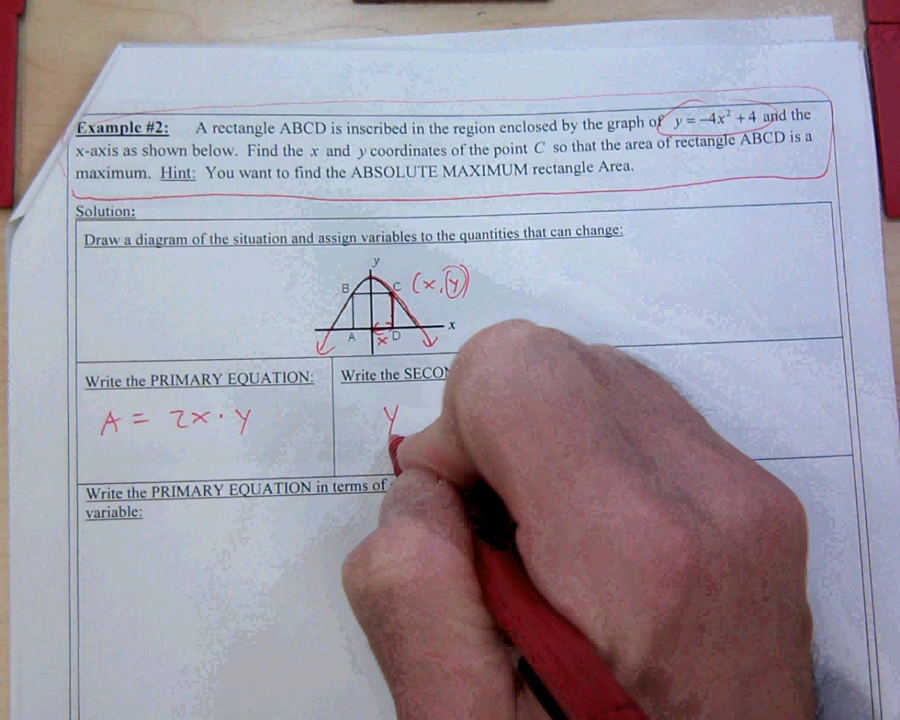 Example #2: A rectangle ABCD is inscribed in the region enclosed by the graph of y = -4x² + 4 and the
x-axis as shown below. Find the x and y coordinates of the point C so that the area of rectangle ABCD is a
maximum. Hint: You want to find the ABSOLUTE MAXIMUM rectangle Area.
Solution:
Draw a diagram of the situation and assign variables to the quantities that can change:
y
B C (x, y)
x
A x D
Write the PRIMARY EQUATION: Write the
A = 2x · y y
Write the PRIMARY EQUATION in terms of
variable: